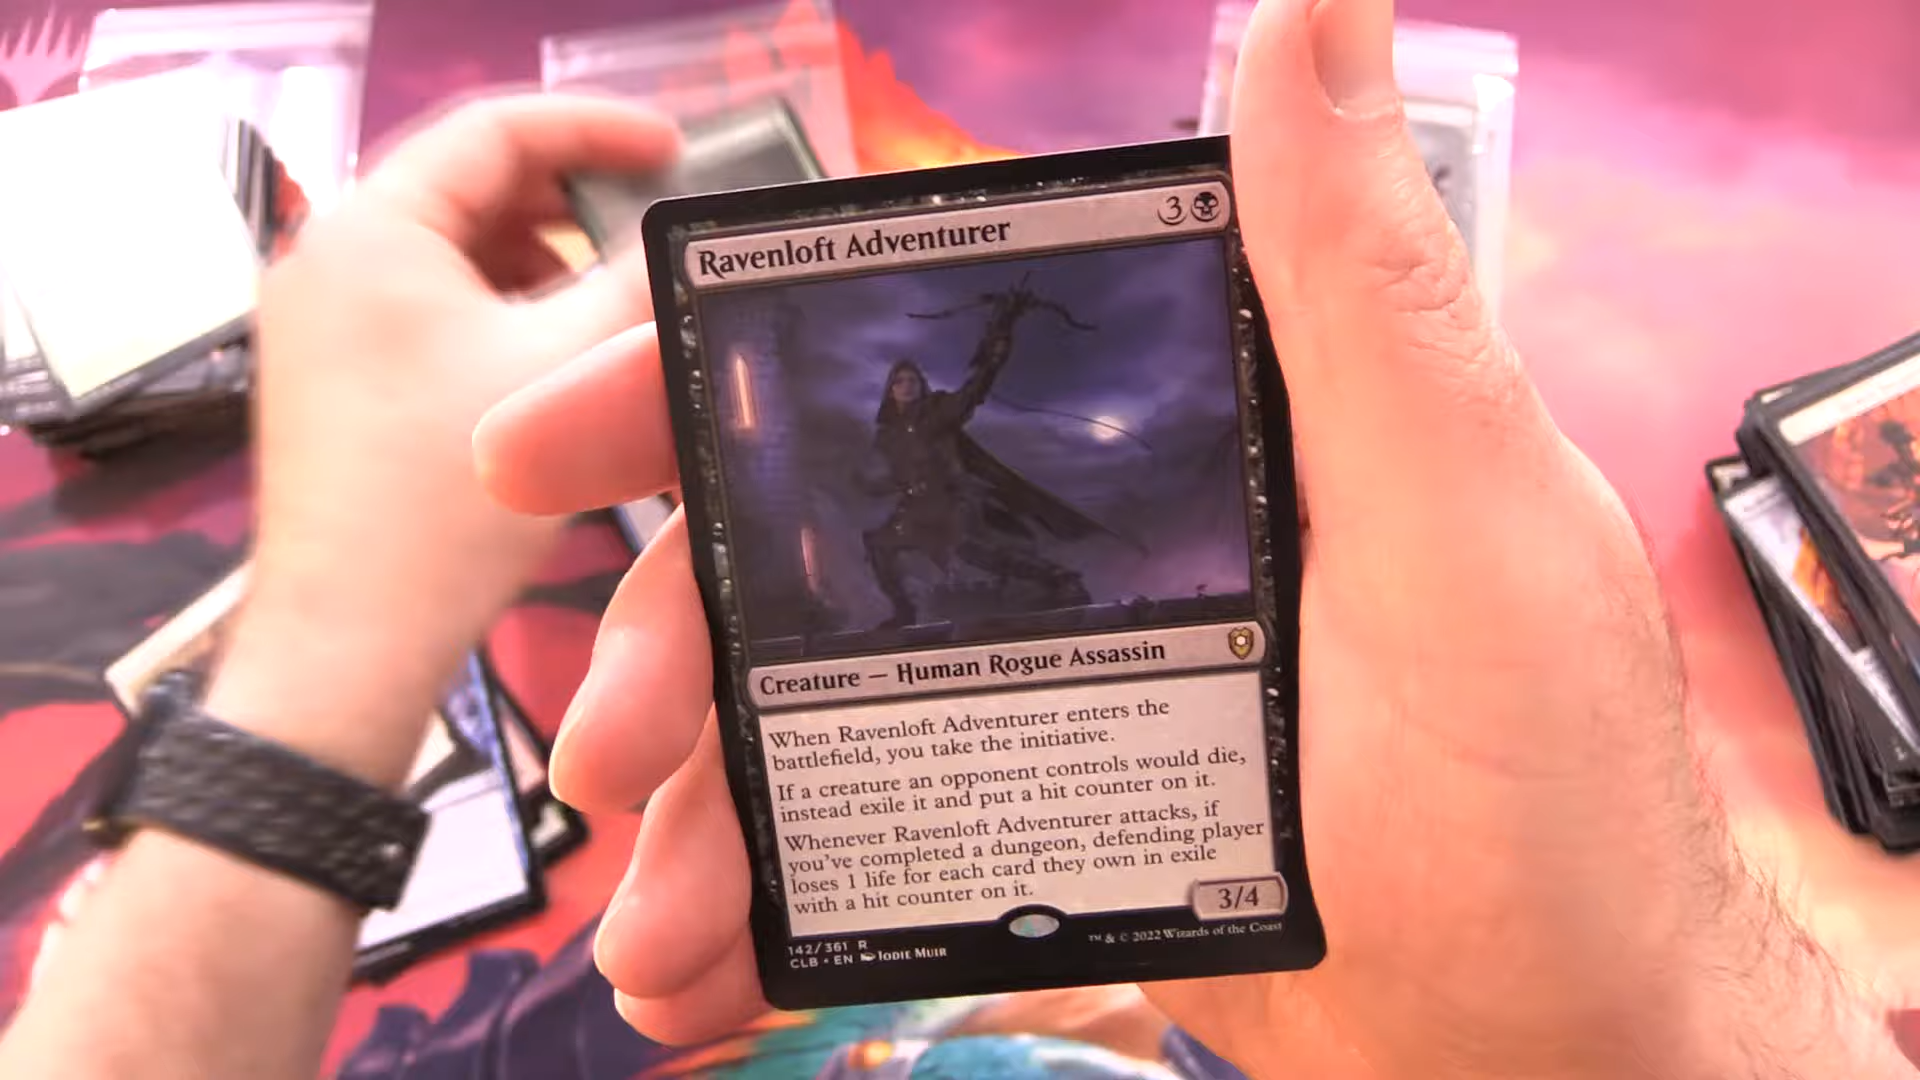 Ravenloft Adventurer 3
Creature — Human Rogue Assassin
When Ravenloft Adventurer enters the
battlefield, you take the initiative.
If a creature an opponent controls would die,
instead exile it and put a hit counter on it.
Whenever Ravenloft Adventurer attacks, if
you've completed a dungeon, defending player
loses 1 life for each card they own in exile
with a hit counter on it.
3/4
142/361 R
CLB • EN Jodie Muir
™ & © 2022 Wizards of the Coast